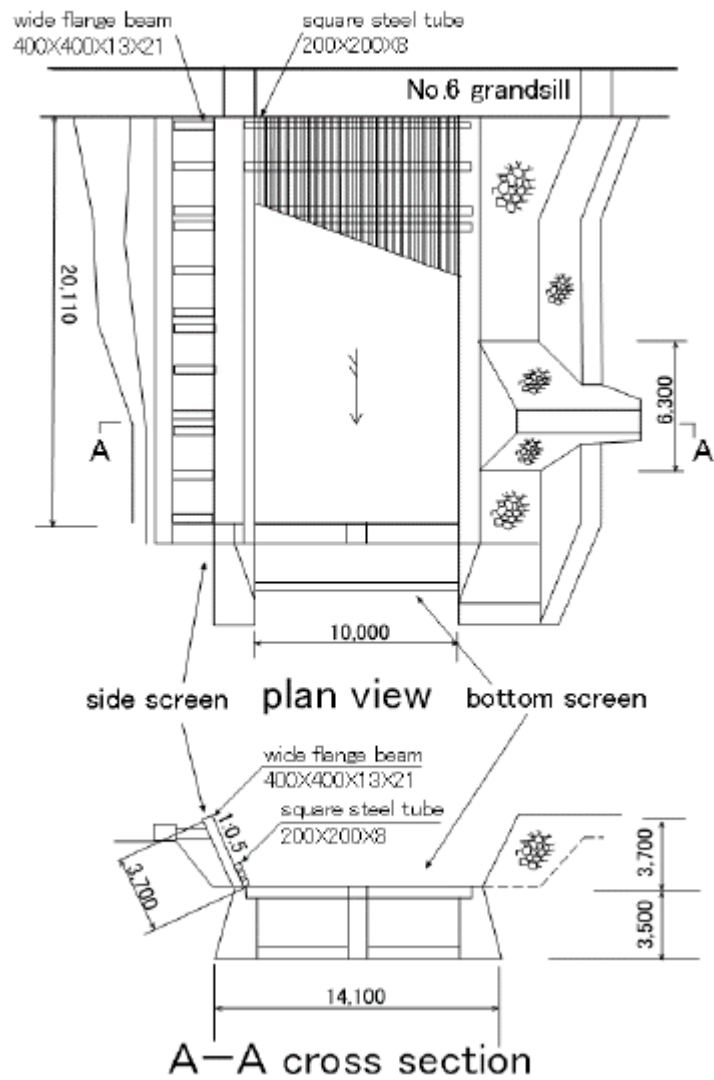 wide flange beam
400X400X13X21
square steel tube
200X200X8
No.6 grandsill
20,110
6,300
A
A
10,000
side screen
plan view
bottom screen
wide flange beam
400X400X13X21
square steel tube
200X200X8
1:0.5
3,700
3,700
3,500
14,100
A－A cross section